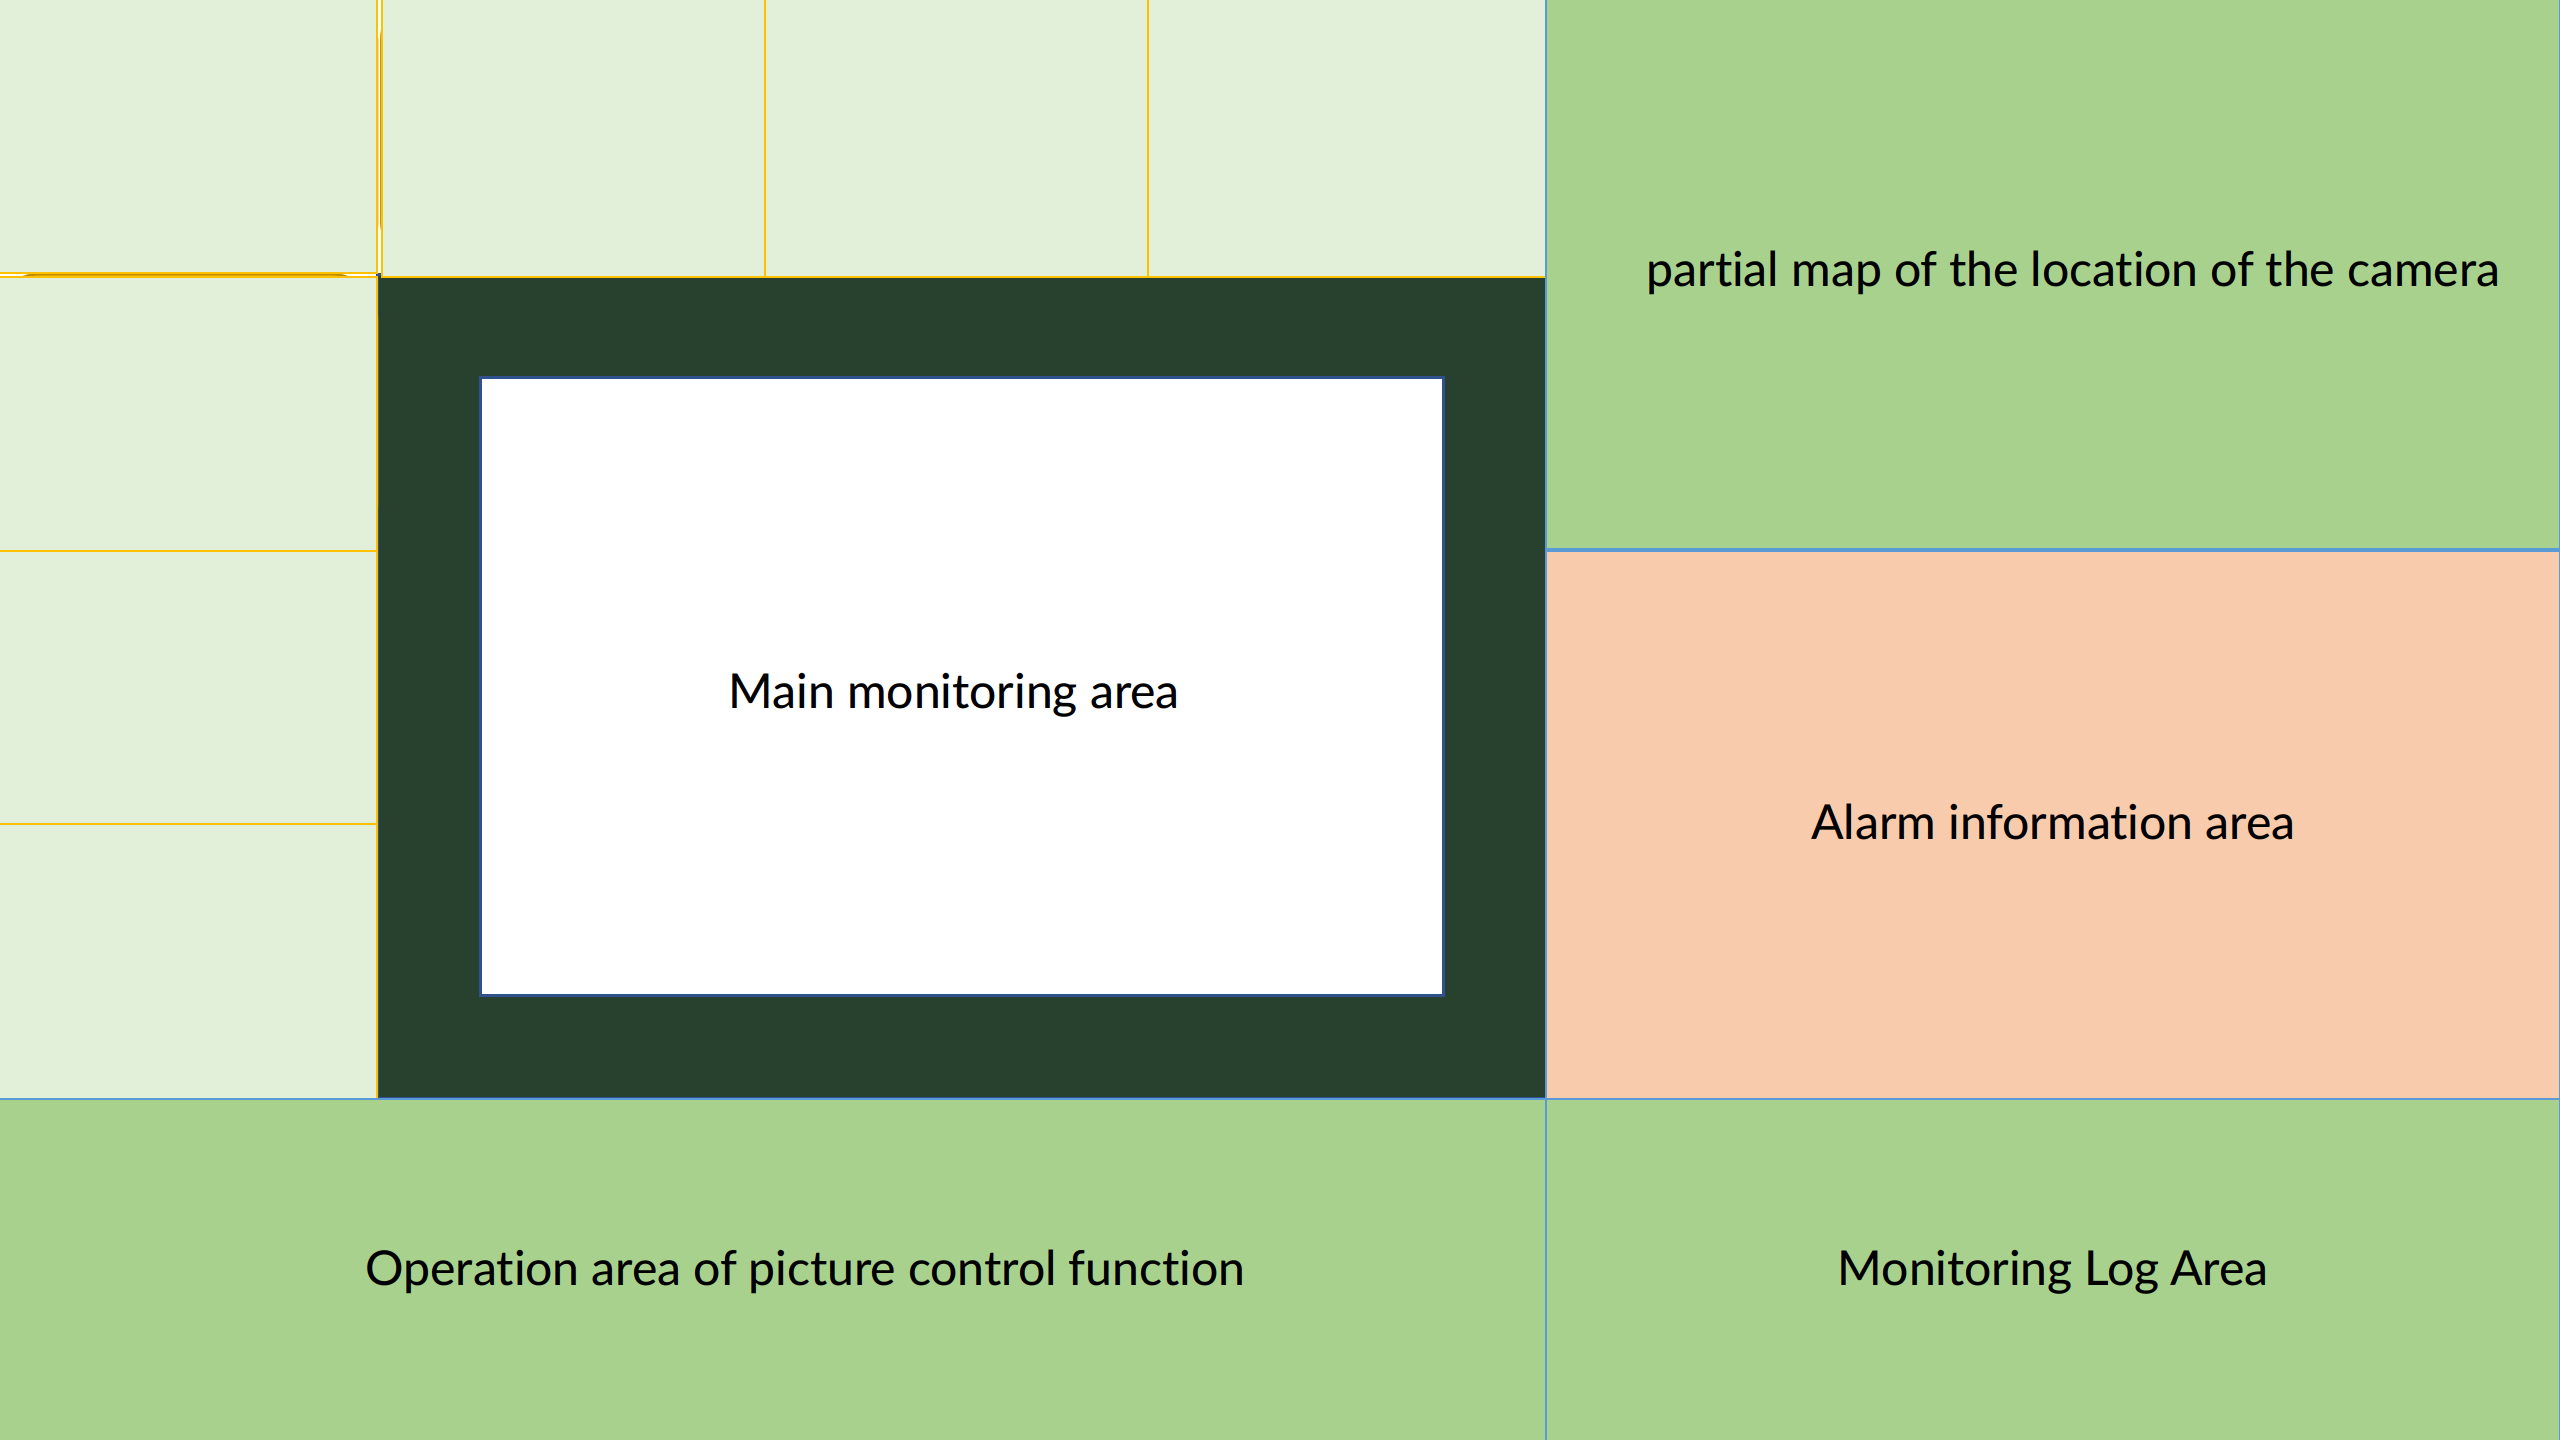 partial map of the location of the camera
Main monitoring area
Alarm information area
Operation area of picture control function
Monitoring Log Area